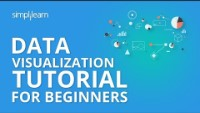 simplilearn
DATA
VISUALIZATION
TUTORIAL
FOR BEGINNERS